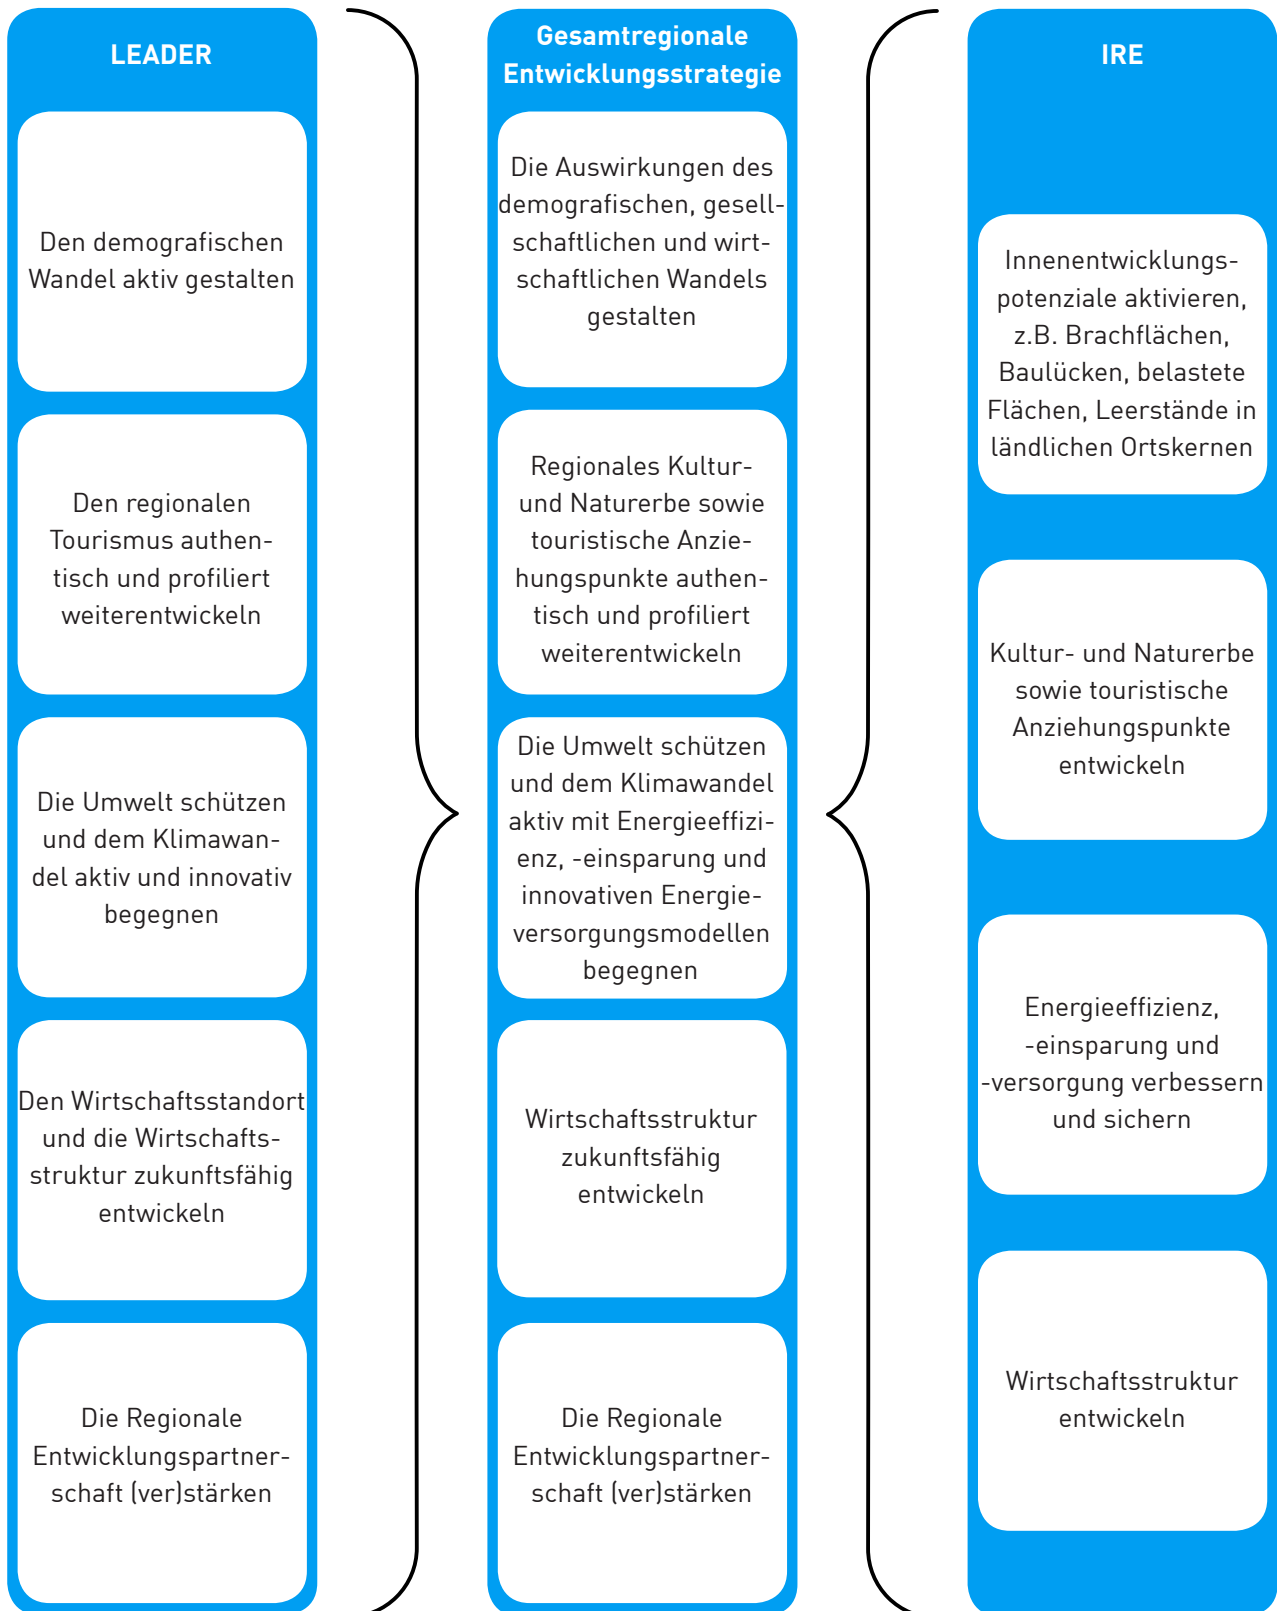 LEADER
Den demografischen
Wandel aktiv gestalten
Den regionalen
Tourismus authen-
tisch und profiliert
weiterentwickeln
Die Umwelt schützen
und dem Klimawan-
del aktiv und innovativ
begegnen
Den Wirtschaftsstandort
und die Wirtschafts-
struktur zukunftsfähig
entwickeln
Die Regionale
Entwicklungspartner-
schaft (ver)stärken
Gesamtregionale
Entwicklungsstrategie
Die Auswirkungen des
demografischen, gesell-
schaftlichen und wirt-
schaftlichen Wandels
gestalten
Regionales Kultur-
und Naturerbe sowie
touristische Anzie-
hungspunkte authen-
tisch und profiliert
weiterentwickeln
Die Umwelt schützen
und dem Klimawandel
aktiv mit Energieeffizi-
enz, -einsparung und
innovativen Energie-
versorgungsmodellen
begegnen
Wirtschaftsstruktur
zukunftsfähig
entwickeln
Die Regionale
Entwicklungspartner-
schaft (ver)stärken
IRE
Innenentwicklungs-
potenziale aktivieren,
z.B. Brachflächen,
Baulücken, belastete
Flächen, Leerstände in
ländlichen Ortskernen
Kultur- und Naturerbe
sowie touristische
Anziehungspunkte
entwickeln
Energieeffizienz,
-einsparung und
-versorgung verbessern
und sichern
Wirtschaftsstruktur
entwickeln